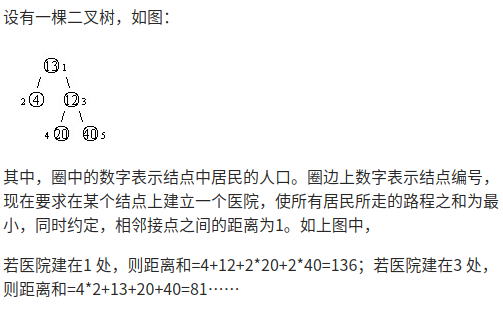 设有一棵二叉树，如图：
13 1
2 4 12 3
4 20 40 5
其中，圈中的数字表示结点中居民的人口。圈边上数字表示结点编号，
现在要求在某个结点上建立一个医院，使所有居民所走的路程之和为最
小，同时约定，相邻接点之间的距离为1。如上图中，
若医院建在1 处，则距离和=4+12+2*20+2*40=136；若医院建在3 处，
则距离和=4*2+13+20+40=81……